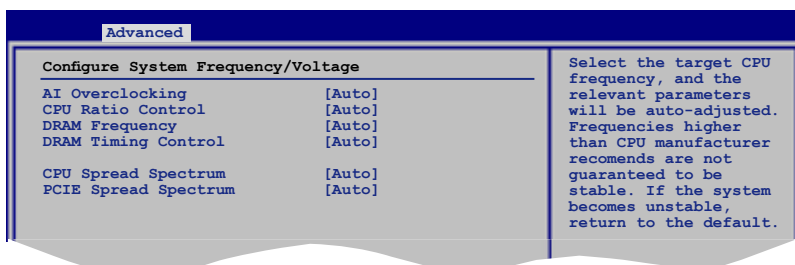 Advanced
Configure System Frequency/Voltage
AI Overclocking [Auto]
CPU Ratio Control [Auto]
DRAM Frequency [Auto]
DRAM Timing Control [Auto]
CPU Spread Spectrum [Auto]
PCIE Spread Spectrum [Auto]
Select the target CPU
frequency, and the
relevant parameters
will be auto-adjusted.
Frequencies higher
than CPU manufacturer
recomends are not
guaranteed to be
stable. If the system
becomes unstable,
return to the default.